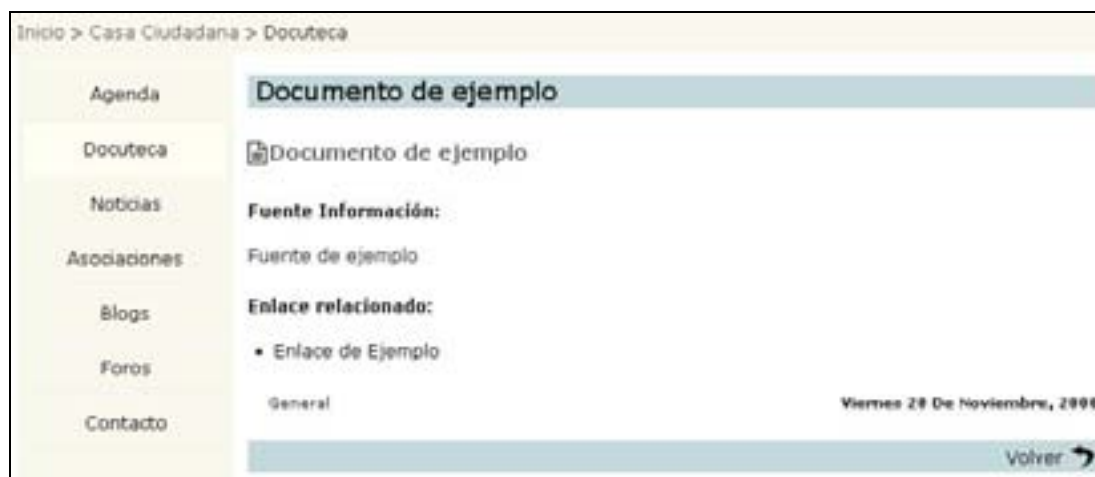 Inicio > Casa Ciudadana > Docuteca
Agenda
Docuteca
Noticias
Asociaciones
Blogs
Foros
Contacto
Documento de ejemplo
Documento de ejemplo
Fuente Información:
Fuente de ejemplo
Enlace relacionado:
• Enlace de Ejemplo
General
Viernes De Noviembre,
Volver